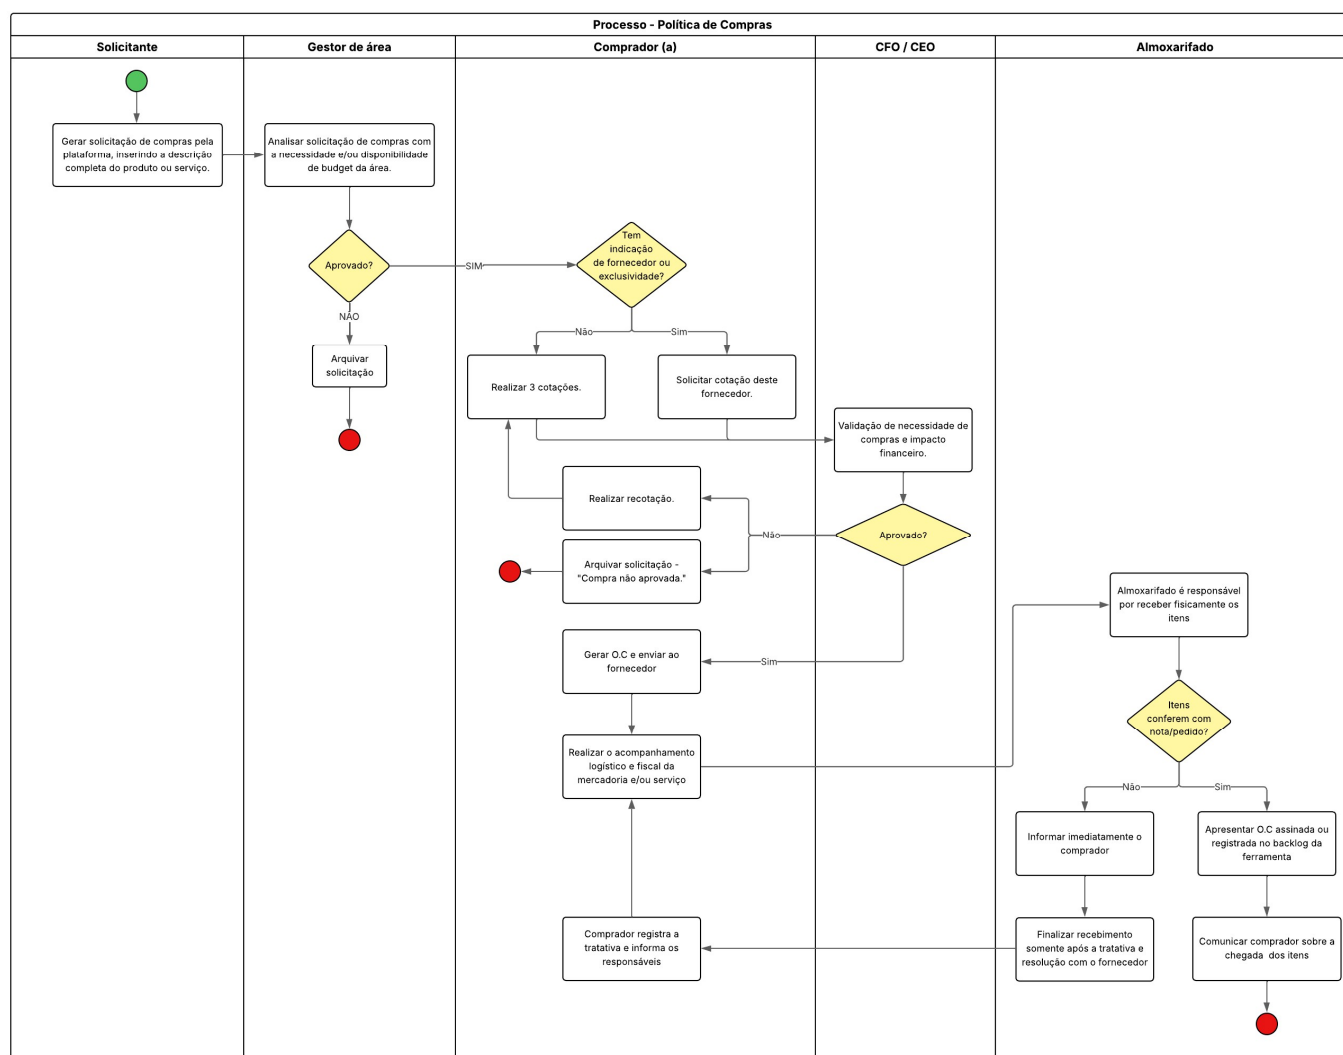 Processo - Política de Compras
Solicitante
Gestor de área
Comprador (a)
CFO / CEO
Almoxarifado
Gerar solicitação de compras pela
plataforma, inserindo a descrição
completa do produto ou serviço.
Analisar solicitação de compras com
a necessidade e/ou disponibilidade
de budget da área.
Aprovado?
SIM
NÃO
Arquivar
solicitação
Tem
indicação
de fornecedor ou
exclusividade?
Não
Sim
Realizar 3 cotações.
Solicitar cotação deste
fornecedor.
Validação de necessidade de
compras e impacto
financeiro.
Aprovado?
Não
Realizar recotação.
Arquivar solicitação -
"Compra não aprovada."
Sim
Gerar O.C e enviar ao
fornecedor
Realizar o acompanhamento
logístico e fiscal da
mercadoria e/ou serviço
Almoxarifado é responsável
por receber fisicamente os
itens
Itens
conferem com
nota/pedido?
Não
Sim
Informar imediatamente o
comprador
Apresentar O.C assinada ou
registrada no backlog da
ferramenta
Finalizar recebimento
somente após a tratativa e
resolução com o fornecedor
Comunicar comprador sobre a
chegada dos itens
Comprador registra a
tratativa e informa os
responsáveis